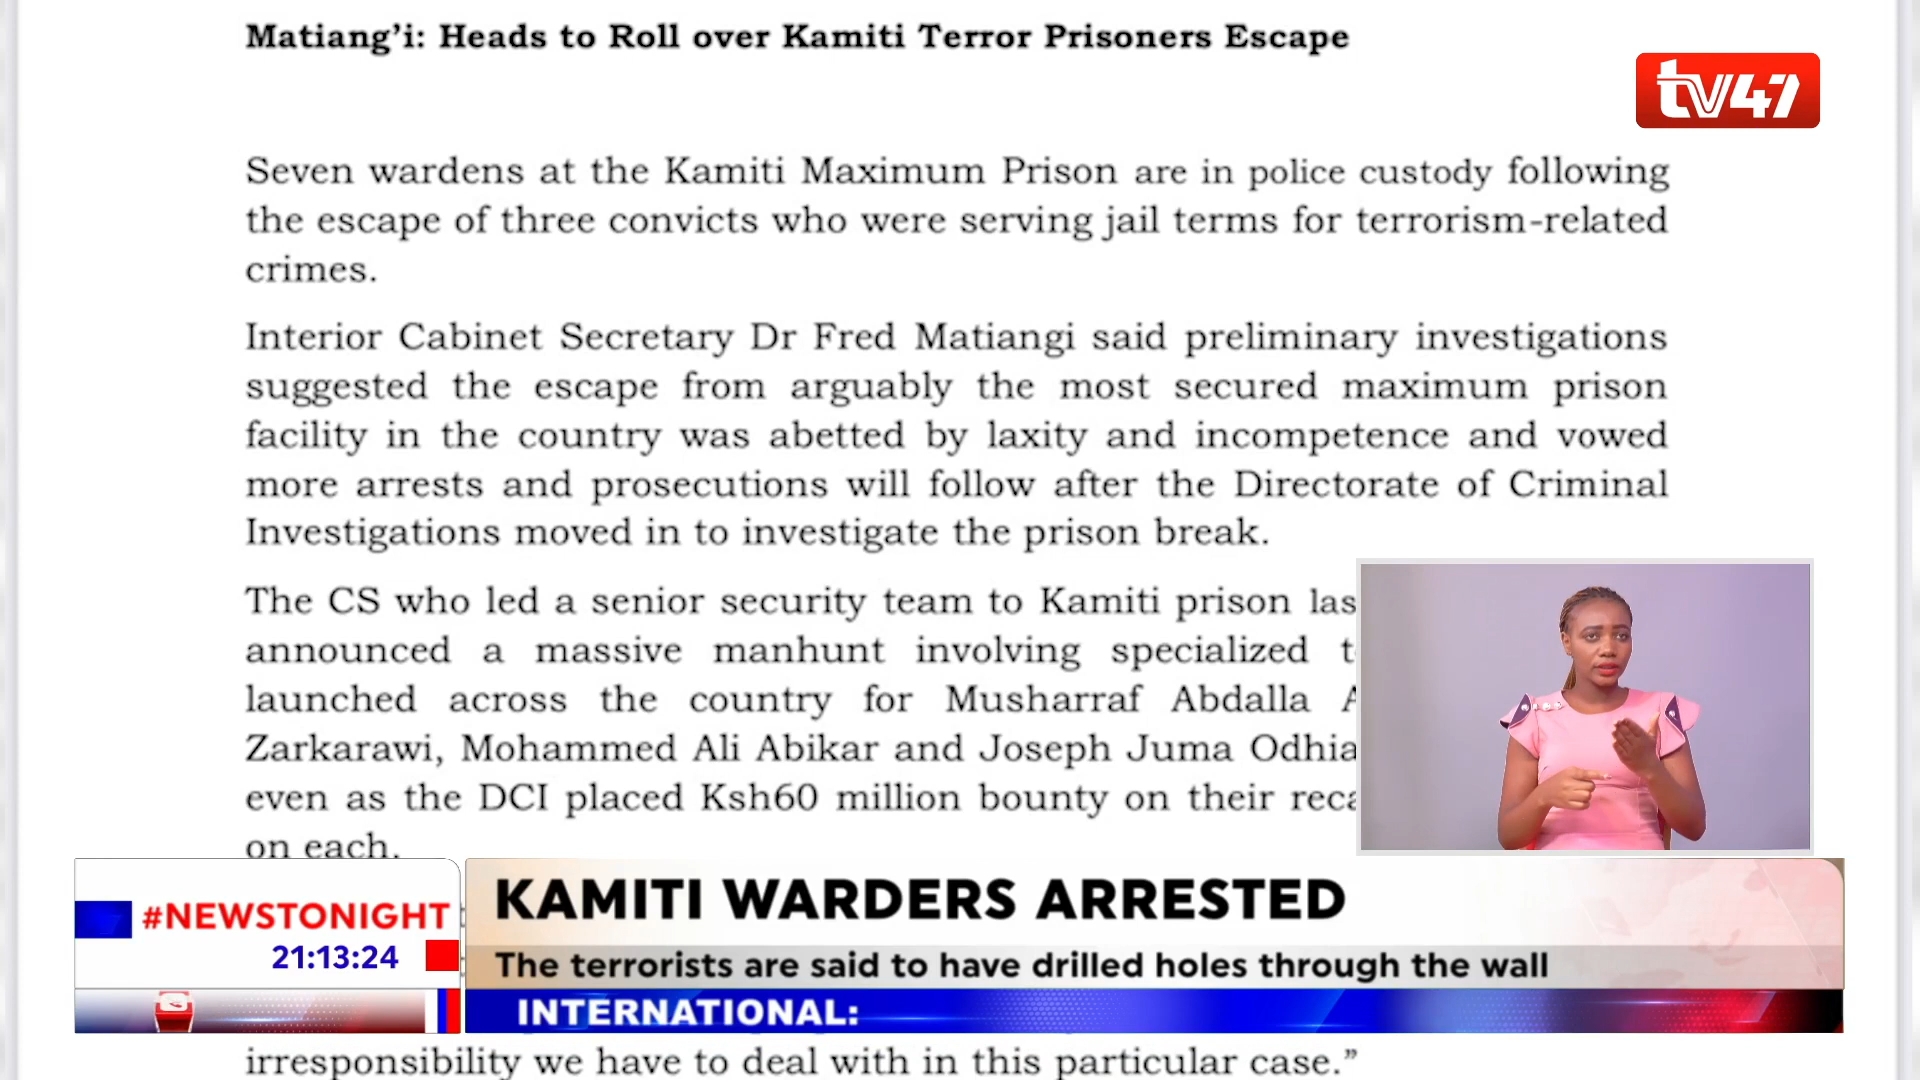 Matiang’i: Heads to Roll over Kamiti Terror Prisoners Escape
tv47
Seven wardens at the Kamiti Maximum Prison are in police custody following
the escape of three convicts who were serving jail terms for terrorism-related
crimes.
Interior Cabinet Secretary Dr Fred Matiangi said preliminary investigations
suggested the escape from arguably the most secured maximum prison
facility in the country was abetted by laxity and incompetence and vowed
more arrests and prosecutions will follow after the Directorate of Criminal
Investigations moved in to investigate the prison break.
The CS who led a senior security team to Kamiti prison las
announced a massive manhunt involving specialized t
launched across the country for Musharraf Abdalla A
Zarkarawi, Mohammed Ali Abikar and Joseph Juma Odhia
even as the DCI placed Ksh60 million bounty on their reca
on each.
#NEWSTONIGHT
21:13:24
KAMITI WARDERS ARRESTED
The terrorists are said to have drilled holes through the wall
INTERNATIONAL:
irresponsibility we have to deal with in this particular case.”